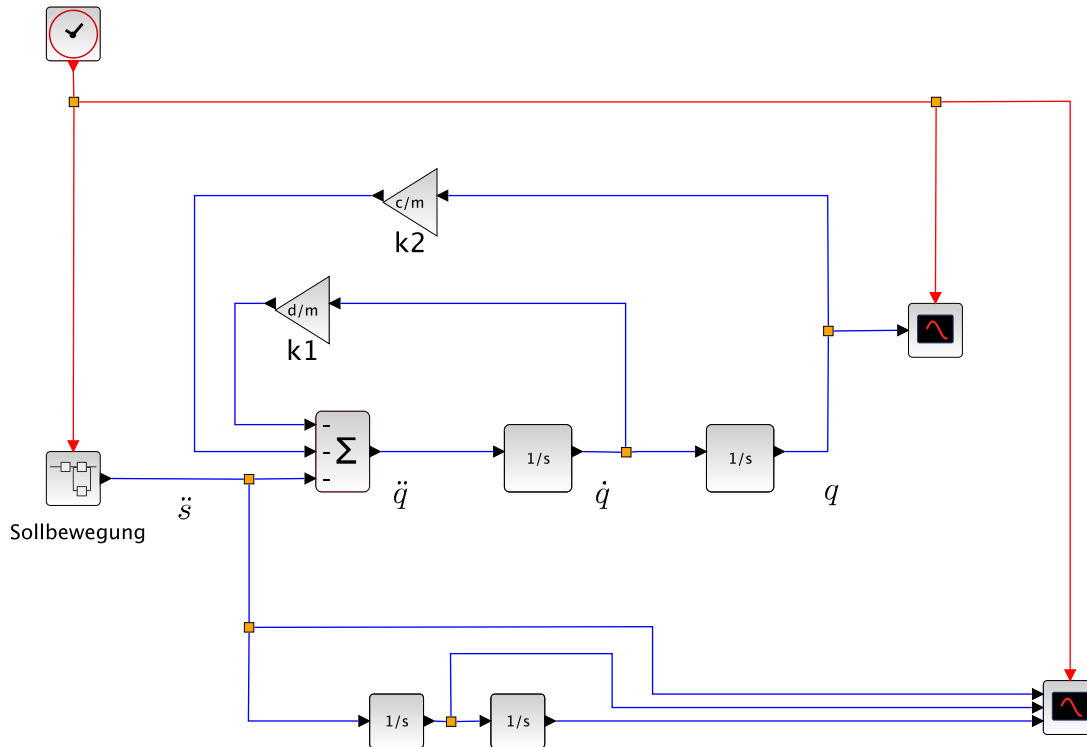 c/m
k2
d/m
k1
-
-
-
Σ
1/s
1/s
s̈
q̈
q̇
q
Sollbewegung
1/s
1/s